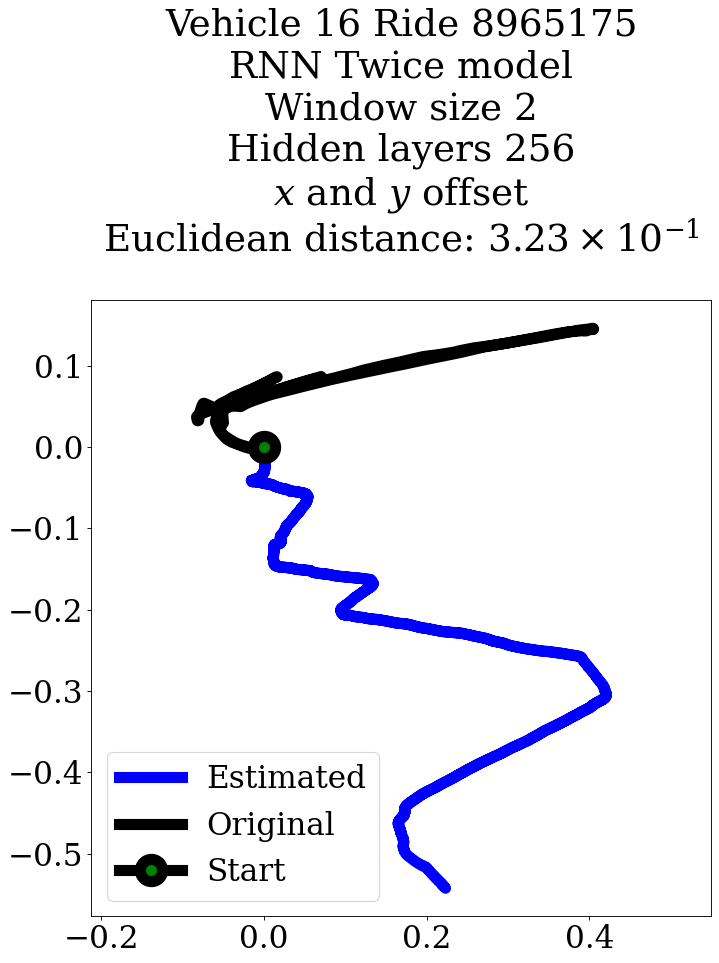 Vehicle 16 Ride 8965175
RNN Twice model
Window size 2
Hidden layers 256
x and y offset
Euclidean distance: 3.23 × 10⁻¹
0.1
0.0
−0.1
−0.2
−0.3
−0.4
−0.5
Estimated
Original
Start
−0.2 0.0 0.2 0.4